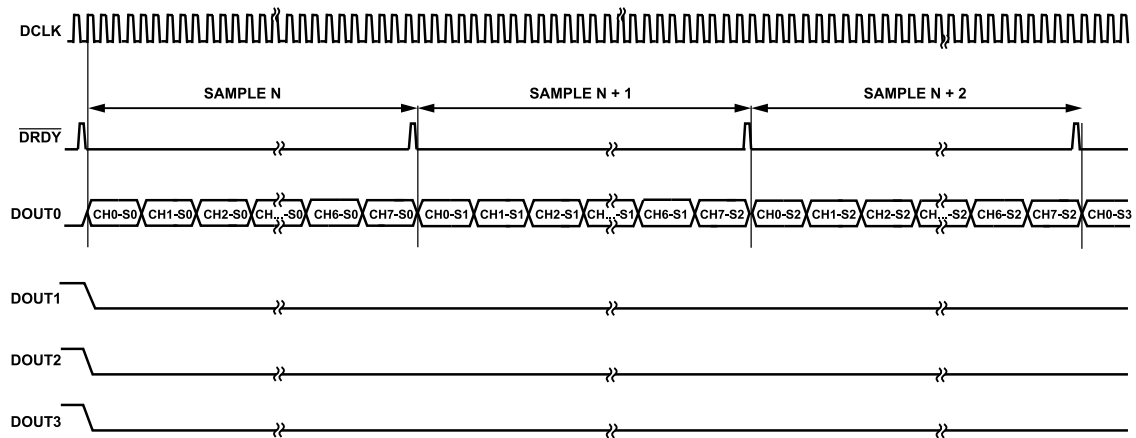 DCLK
SAMPLE N SAMPLE N + 1 SAMPLE N + 2
DRDY
DOUT0 CH0-S0 CH1-S0 CH2-S0 CH...-S0 CH6-S0 CH7-S0 CH0-S1 CH1-S1 CH2-S1 CH...-S1 CH6-S1 CH7-S2 CH0-S2 CH1-S2 CH2-S2 CH...-S2 CH6-S2 CH7-S2 CH0-S3
DOUT1
DOUT2
DOUT3